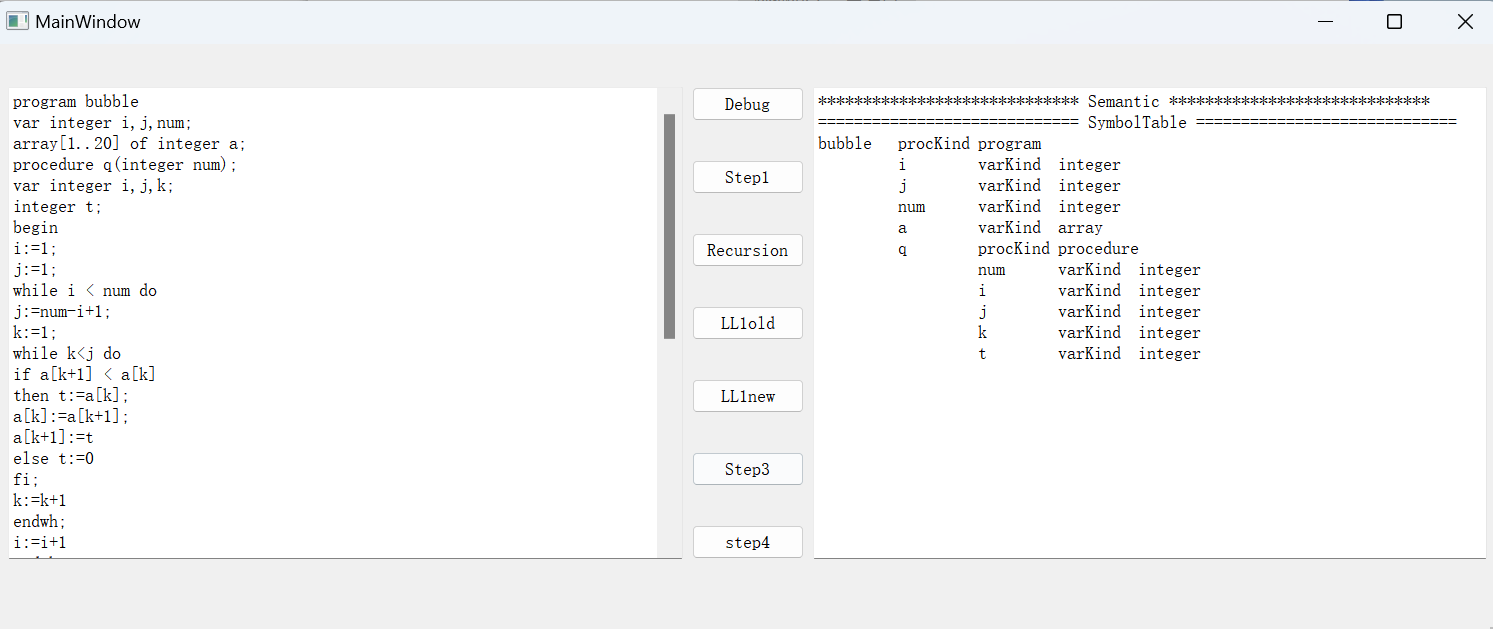 MainWindow
program bubble
var integer i,j,num;
array[1..20] of integer a;
procedure q(integer num);
var integer i,j,k;
integer t;
begin
i:=1;
j:=1;
while i < num do
j:=num-i+1;
k:=1;
while k<j do
if a[k+1] < a[k]
then t:=a[k];
a[k]:=a[k+1];
a[k+1]:=t
else t:=0
fi;
k:=k+1
endwh;
i:=i+1
Debug
Step1
Recursion
LL1old
LL1new
Step3
step4
***************************** Semantic *****************************
============================= SymbolTable =============================
bubble procKind program
i varKind integer
j varKind integer
num varKind integer
a varKind array
q procKind procedure
num varKind integer
i varKind integer
j varKind integer
k varKind integer
t varKind integer